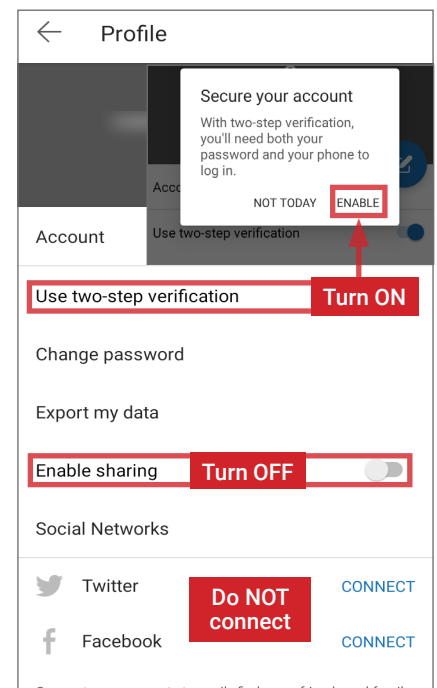 Profile
Secure your account
With two-step verification,
you'll need both your
password and your phone to
log in.
NOT TODAY ENABLE
Acco
Use two-step verification
Account
Use two-step verification Turn ON
Change password
Export my data
Enable sharing Turn OFF
Social Networks
Twitter CONNECT
Do NOT
connect
Facebook CONNECT